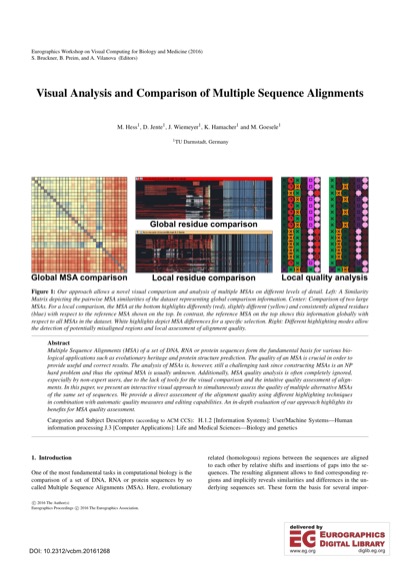 Eurographics Workshop on Visual Computing for Biology and Medicine (2016)
S. Bruckner, B. Preim, and A. Vilanova (Editors)
Visual Analysis and Comparison of Multiple Sequence Alignments
M. Hess1, D. Jente1, J. Wiemeyer1, K. Hamacher1 and M. Goesele1
1TU Darmstadt, Germany
Global residue comparison
Global MSA comparison
Local residue comparison
Local quality analysis
Figure 1: Our approach allows a novel visual comparison and analysis of multiple MSAs on different levels of detail. Left: A Similarity
Matrix depicting the pairwise MSA similarities of the dataset representing global comparison information. Center: Comparison of two large
MSAs. For a local comparison, the MSA at the bottom highlights differently (red), slightly different (yellow) and consistently aligned residues
(blue) with respect to the reference MSA shown on the top. In contrast, the reference MSA on the top shows this information globally with
respect to all MSAs in the dataset. White highlights depict MSA differences for a specific selection. Right: Different highlighting modes allow
the detection of potentially misaligned regions and local assessment of alignment quality.
Abstract
Multiple Sequence Alignments (MSA) of a set of DNA, RNA or protein sequences form the fundamental basis for various bio-
logical applications such as evolutionary heritage and protein structure prediction. The quality of an MSA is crucial in order to
provide useful and correct results. The analysis of MSAs is, however, still a challenging task since constructing MSAs is an NP
hard problem and thus the optimal MSA is usually unknown. Additionally, MSA quality analysis is often completely ignored,
especially by non-expert users, due to the lack of tools for the visual comparison and the intuitive quality assessment of align-
ments. In this paper, we present an interactive visual approach to simultaneously assess the quality of multiple alternative MSAs
of the same set of sequences. We provide a direct assessment of the alignment quality using different highlighting techniques
in combination with automatic quality measures and editing capabilities. An in-depth evaluation of our approach highlights its
benefits for MSA quality assessment.
Categories and Subject Descriptors (according to ACM CCS): H.1.2 [Information Systems]: User/Machine Systems—Human
information processing J.3 [Computer Applications]: Life and Medical Sciences—Biology and genetics
1. Introduction
One of the most fundamental tasks in computational biology is the
comparison of a set of DNA, RNA or protein sequences by so
called Multiple Sequence Alignments (MSA). Here, evolutionary
related (homologous) regions between the sequences are aligned
to each other by relative shifts and insertions of gaps into the se-
quences. The resulting alignment allows to find corresponding re-
gions and implicitly reveals similarities and differences in the un-
derlying sequences set. These form the basis for several impor-
© 2016 The Author(s)
Eurographics Proceedings © 2016 The Eurographics Association.
DOI: 10.2312/vcbm.20161268
delivered by
EUROGRAPHICS
DIGITAL LIBRARY
www.eg.org
diglib.eg.org